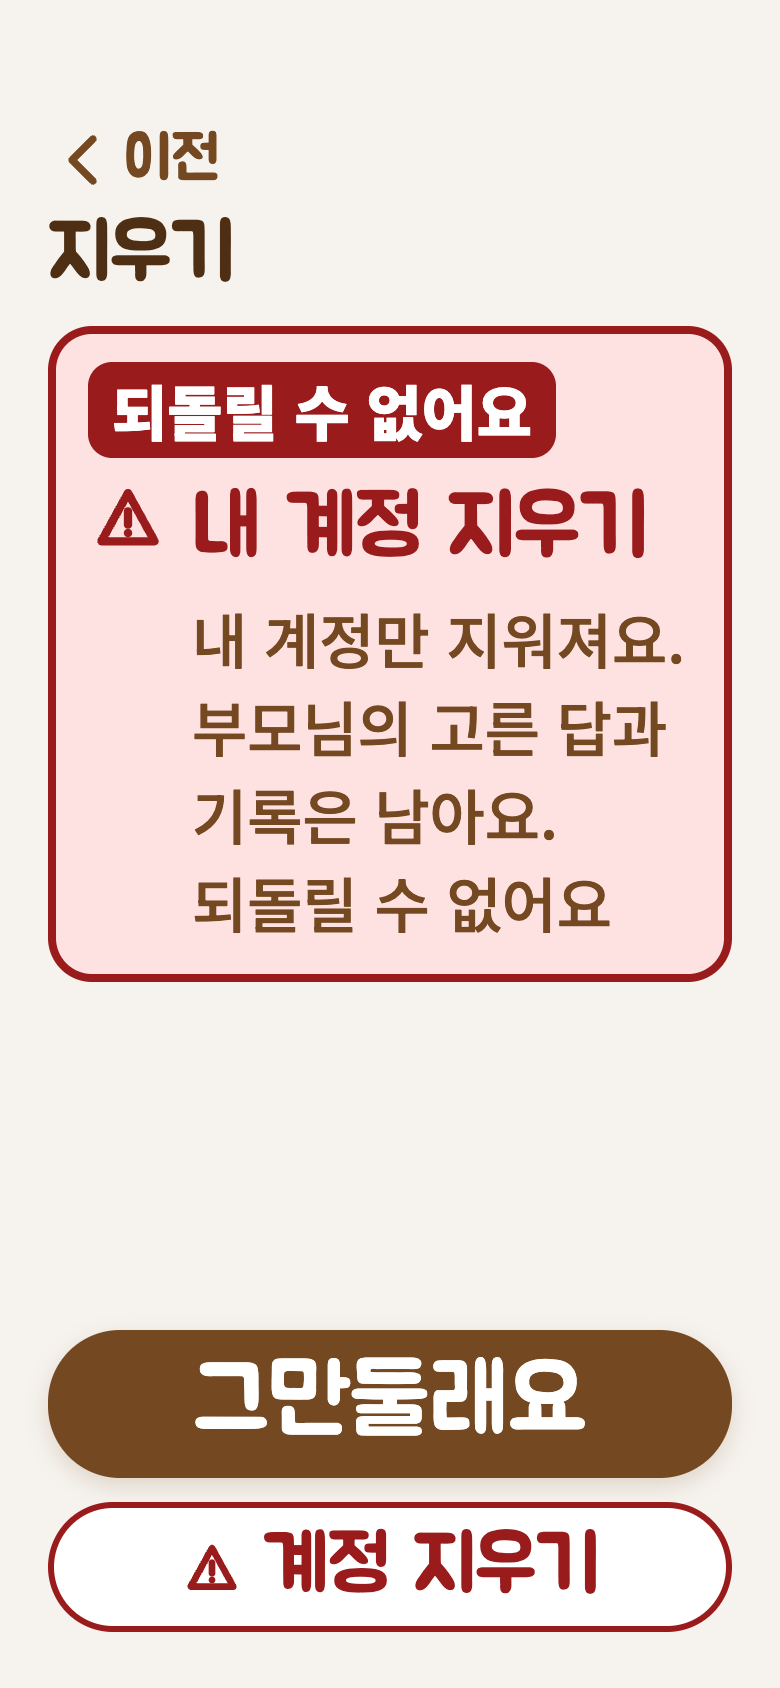 이전
지우기
되돌릴 수 없어요
내 계정 지우기
내 계정만 지워져요.
부모님의 고른 답과
기록은 남아요.
되돌릴 수 없어요
그만둘래요
계정 지우기